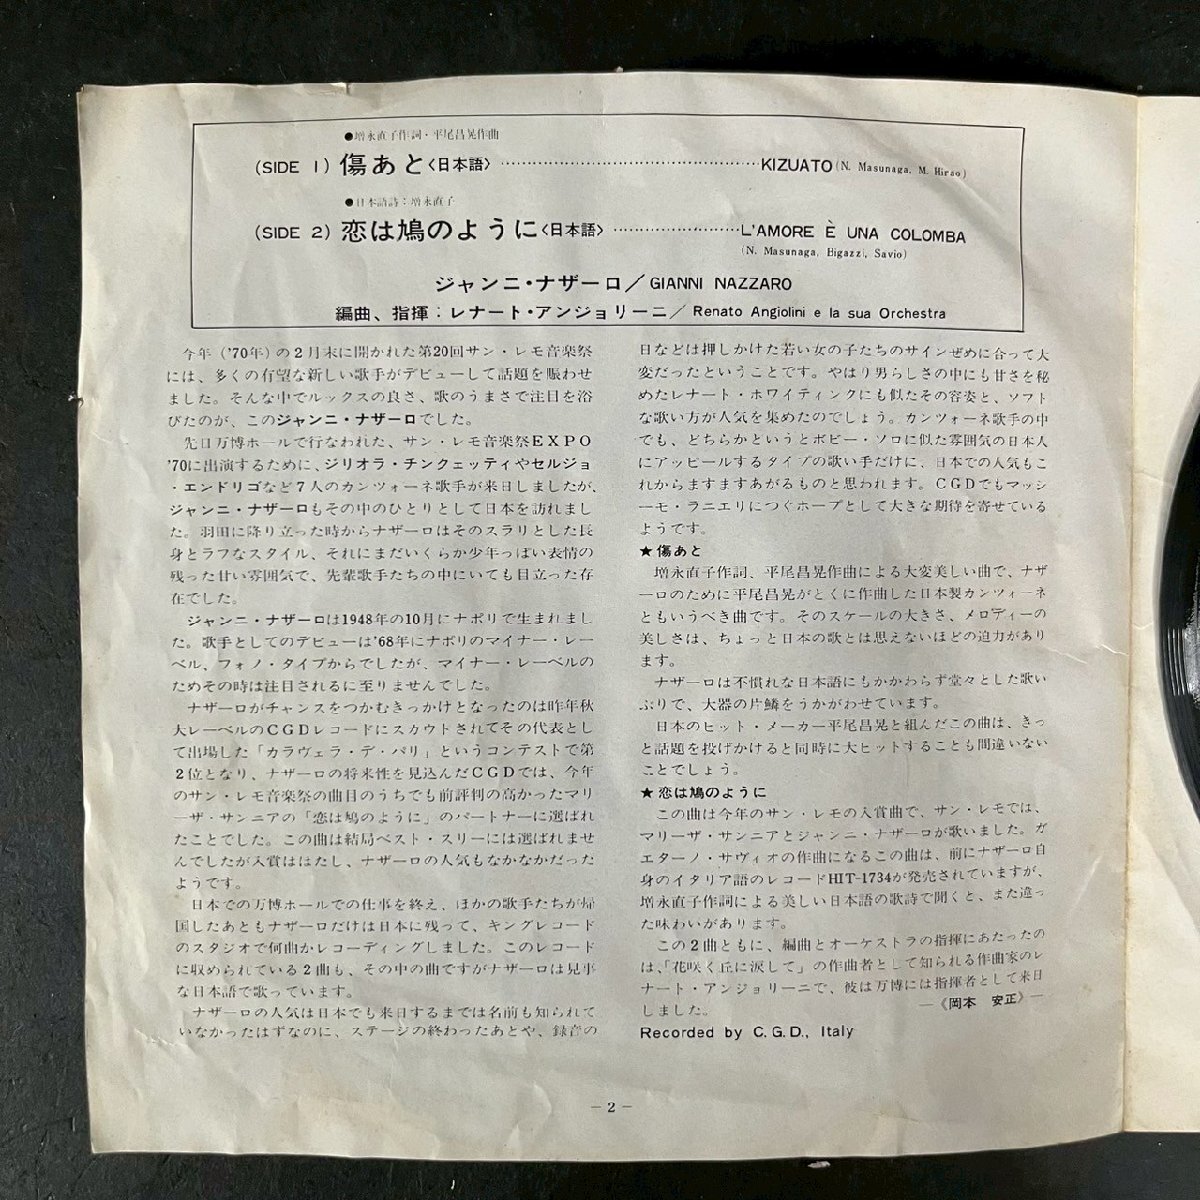 ●増永直子作詞・平尾昌晃作曲
(SIDE 1) 傷あと〈日本語〉……………………………KIZUATO (N. Masunaga, M. Hirao)
●日本語詩：増永直子
(SIDE 2) 恋は鳩のように〈日本語〉………………L'AMORE È UNA COLOMBA
(N. Masunaga, Bigazzi, Savio)
ジャンニ・ナザーロ／GIANNI NAZZARO
編曲、指揮：レナート・アンジョリーニ／Renato Angiolini e la sua Orchestra
今年（'70年）の２月末に開かれた第20回サン・レモ音楽祭
には、多くの有望な新しい歌手がデビューして話題を賑わせ
ました。そんな中でルックスの良さ、歌のうまさで注目を浴
びたのが、このジャンニ・ナザーロでした。
先日万博ホールで行なわれた、サン・レモ音楽祭ＥＸＰＯ
'70に出演するために、ジリオラ・チンクェッティやセルジョ
・エンドリゴなど７人のカンツォーネ歌手が来日しましたが、
ジャンニ・ナザーロもその中のひとりとして日本を訪れまし
た。羽田に降り立った時からナザーロはそのスラリとした長
身とラフなスタイル、それにまだいくらか少年っぽい表情の
残った甘い雰囲気で、先輩歌手たちの中にいても目立った存
在でした。
ジャンニ・ナザーロは1948年の10月にナポリで生まれまし
た。歌手としてのデビューは'68年にナポリのマイナー・レー
ベル、フォノ・タイプからでしたが、マイナー・レーベルの
ためその時は注目されるに至りませんでした。
ナザーロがチャンスをつかむきっかけとなったのは昨年秋
大レーベルのＣＧＤレコードにスカウトされてその代表とし
て出場した「カラヴェラ・デ・バリ」というコンテストで第
２位となり、ナザーロの将来性を見込んだＣＧＤでは、今年
のサン・レモ音楽祭の曲目のうちでも前評判の高かったマリ
ーザ・サンニアの「恋は鳩のように」のパートナーに選ばれ
たことでした。この曲は結局ベスト・スリーには選ばれませ
んでしたが入賞ははたし、ナザーロの人気もなかなかだった
ようです。
日本での万博ホールでの仕事を終え、ほかの歌手たちが帰
国したあともナザーロだけは日本に残って、キングレコード
のスタジオで何曲かレコーディングしました。このレコード
に収められている２曲も、その中の曲ですがナザーロは見事
な日本語で歌っています。
ナザーロの人気は日本でも来日するまでは名前も知られて
いなかったはずなのに、ステージの終わったあとや、録音の
日などは押しかけた若い女の子たちのサインぜめに合って大
変だったということです。やはり男らしさの中にも甘さを秘
めたレナート・ホワイティングにも似たその容姿と、ソフト
な歌い方が人気を集めたのでしょう。カンツォーネ歌手の中
でも、どちらかというとボビー・ソロに似た雰囲気の日本人
にアッピールするタイプの歌い手だけに、日本での人気もこ
れからますますあがるものと思われます。ＣＧＤでもマッシ
ーモ・ラニエリにつぐホープとして大きな期待を寄せている
ようです。
★傷あと
増永直子作詞、平尾昌晃作曲による大変美しい曲で、ナザ
ーロのために平尾昌晃がとくに作曲した日本製カンツォーネ
ともいうべき曲です。そのスケールの大きさ、メロディーの
美しさは、ちょっと日本の歌とは思えないほどの迫力があり
ます。
ナザーロは不慣れな日本語にもかかわらず堂々とした歌い
ぶりで、大器の片鱗をうかがわせています。
日本のヒット・メーカー平尾昌晃と組んだこの曲は、きっ
と話題を投げかけると同時に大ヒットすることも間違いない
ことでしょう。
★恋は鳩のように
この曲は今年のサン・レモの入賞曲で、サン・レモでは、
マリーザ・サンニアとジャンニ・ナザーロが歌いました。ガ
エターノ・サヴィオの作曲になるこの曲は、前にナザーロ自
身のイタリア語のレコードHIT-1734が発売されていますが、
増永直子作詞による美しい日本語の歌詩で聞くと、また違っ
た味わいがあります。
この２曲ともに、編曲とオーケストラの指揮にあたったの
は、「花咲く丘に涙して」の作曲者として知られる作曲家のレ
ナート・アンジョリーニで、彼は万博には指揮者として来日
しました。
―《岡本 安正》―
Recorded by C.G.D., Italy
－2－